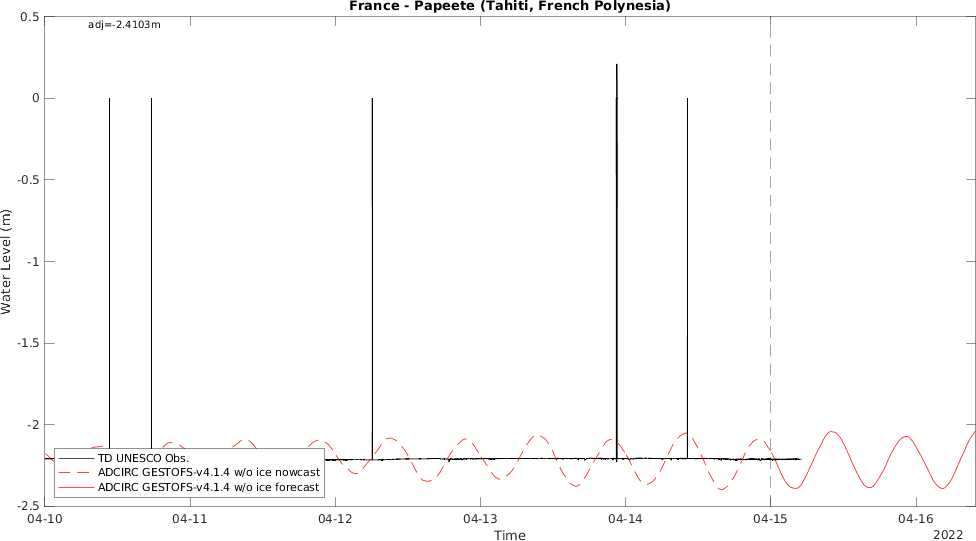 France - Papeete (Tahiti, French Polynesia)
adj=-2.4103m
0.5
0
-0.5
-1
-1.5
-2
-2.5
Water Level (m)
TD UNESCO Obs.
ADCIRC GESTOFS-v4.1.4 w/o ice nowcast
ADCIRC GESTOFS-v4.1.4 w/o ice forecast
04-10 04-11 04-12 04-13 04-14 04-15 04-16
Time
2022